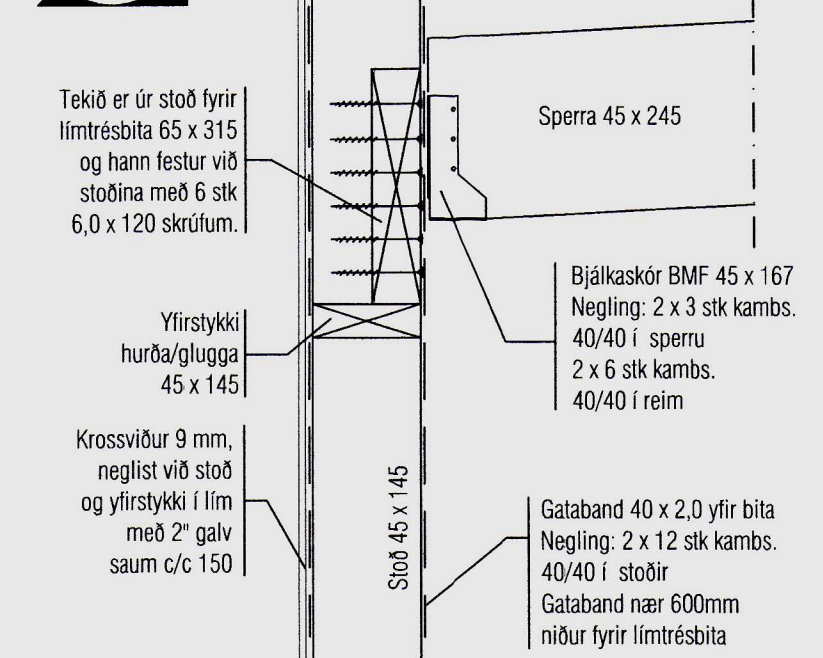 Tekið er úr stoð fyrir
límtrésbita 65 x 315
og hann festur við
stoðina með 6 stk
6,0 x 120 skrúfum.
Sperra 45 x 245
Bjálkaskór BMF 45 x 167
Negling: 2 x 3 stk kambs.
40/40 í sperru
2 x 6 stk kambs.
40/40 í reim
Yfirstykki
hurða/glugga
45 x 145
Krossviður 9 mm,
neglist við stoð
og yfirstykki í lím
með 2" galv
saum c/c 150
Stoð 45 x 145
Gataband 40 x 2,0 yfir bita
Negling: 2 x 12 stk kambs.
40/40 í stoðir
Gataband nær 600mm
niður fyrir límtrésbita